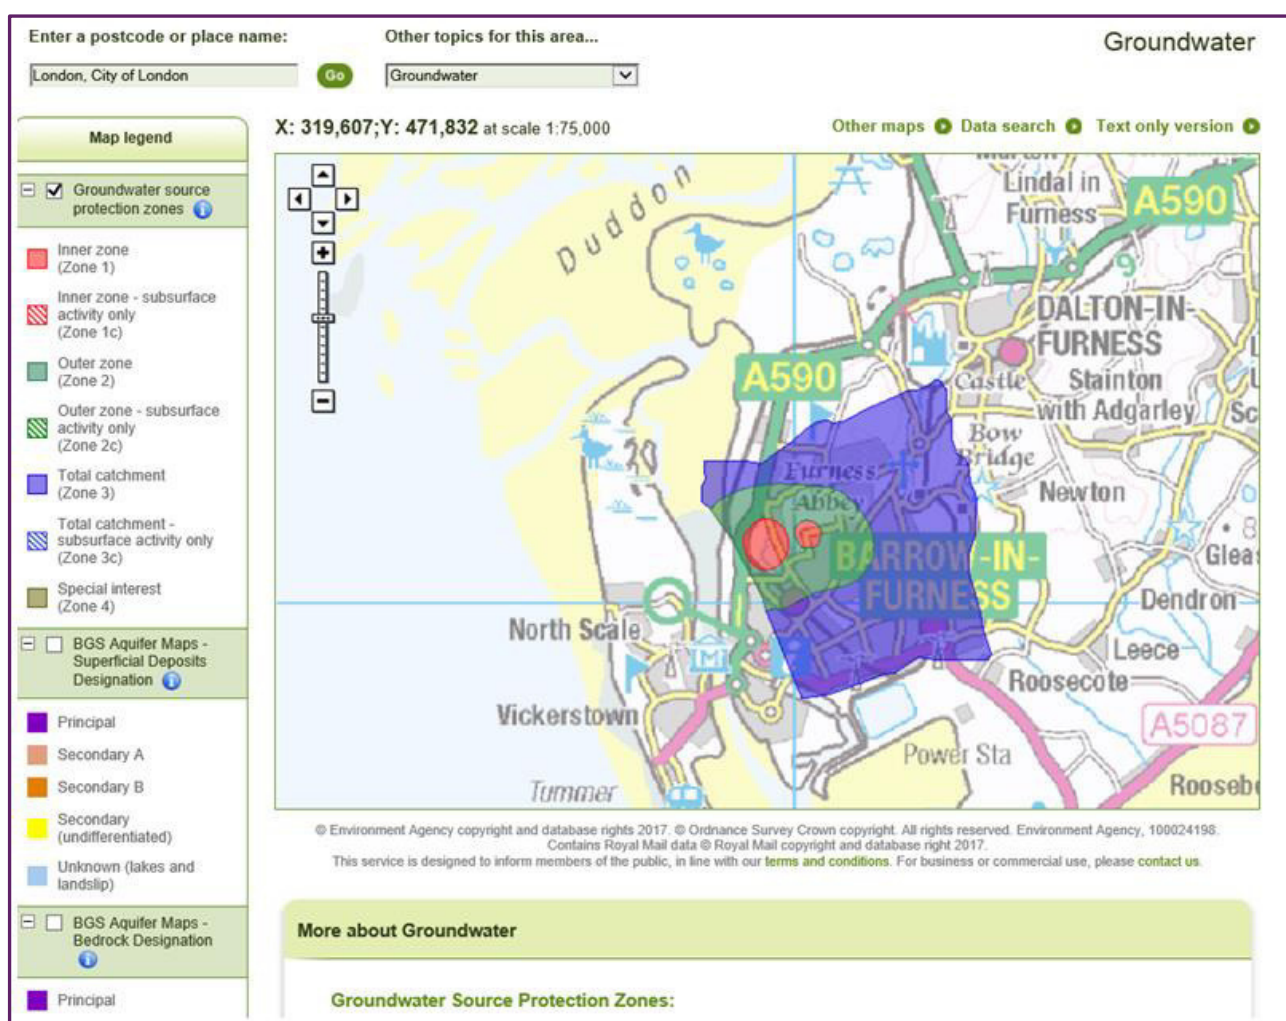 Enter a postcode or place name:
Other topics for this area...
Groundwater
London, City of London
Go
Groundwater
Map legend
X: 319,607;Y: 471,832 at scale 1:75,000
Other maps
Data search
Text only version
Groundwater source
protection zones
Inner zone
(Zone 1)
Inner zone - subsurface
activity only
(Zone 1c)
Outer zone
(Zone 2)
Outer zone - subsurface
activity only
(Zone 2c)
Total catchment
(Zone 3)
Total catchment -
subsurface activity only
(Zone 3c)
Special interest
(Zone 4)
BGS Aquifer Maps -
Superficial Deposits
Designation
Principal
Secondary A
Secondary B
Secondary
(undifferentiated)
Unknown (lakes and
landslip)
BGS Aquifer Maps -
Bedrock Designation
Principal
Duddon
Lindal in
Furness
A590
9
DALTON-IN-
FURNESS
A590
Castle
Stainton
with Adgarley
Bow
Bridge
Furness
Abbey
Newton
BARROW-IN-
FURNESS
Dendron
North Scale
Leece
Roosecote
Vickerstown
A5087
Power Sta
Tummer
© Environment Agency copyright and database rights 2017. © Ordnance Survey Crown copyright. All rights reserved. Environment Agency, 100024198.
Contains Royal Mail data © Royal Mail copyright and database right 2017.
This service is designed to inform members of the public, in line with our terms and conditions. For business or commercial use, please contact us.
More about Groundwater
Groundwater Source Protection Zones: